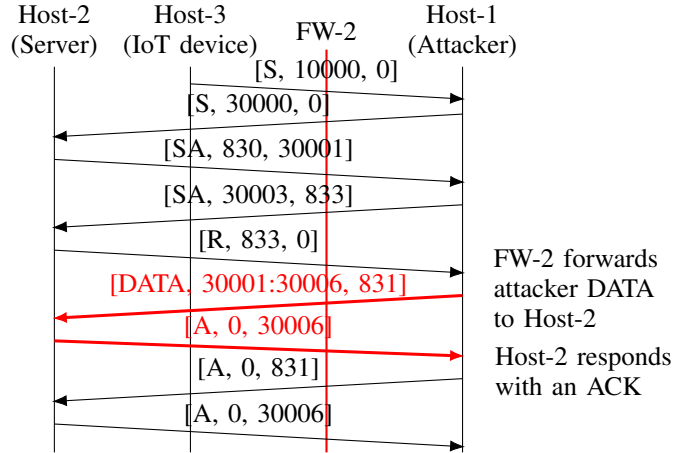 Host-2
(Server)
Host-3
(IoT device)
FW-2
Host-1
(Attacker)
[S, 10000, 0]
[S, 30000, 0]
[SA, 830, 30001]
[SA, 30003, 833]
[R, 833, 0]
[DATA, 30001:30006, 831]
FW-2 forwards
attacker DATA
to Host-2
[A, 0, 30006]
Host-2 responds
with an ACK
[A, 0, 831]
[A, 0, 30006]